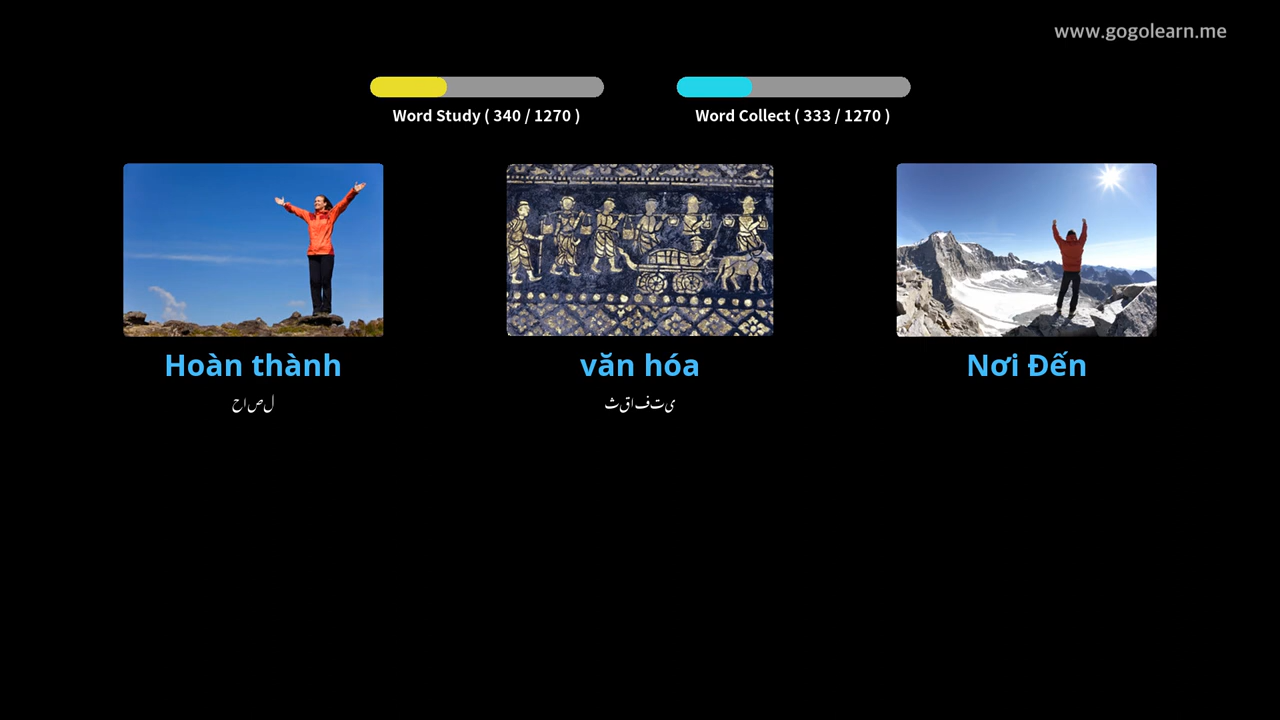 www.gogolearn.me
Word Study ( 340 / 1270 )
Word Collect ( 333 / 1270 )
Hoàn thành
văn hóa
Nơi Đến
حاصل
ثقافتی